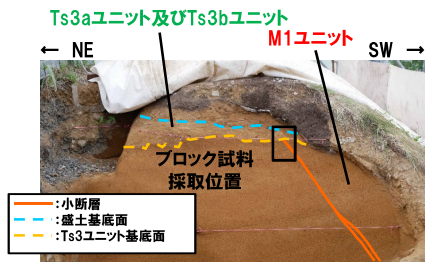 Ts3aユニット及びTs3bユニット
← NE
M1ユニット
SW →
ブロック試料
採取位置
:小断層
:盛土基底面
:Ts3ユニット基底面